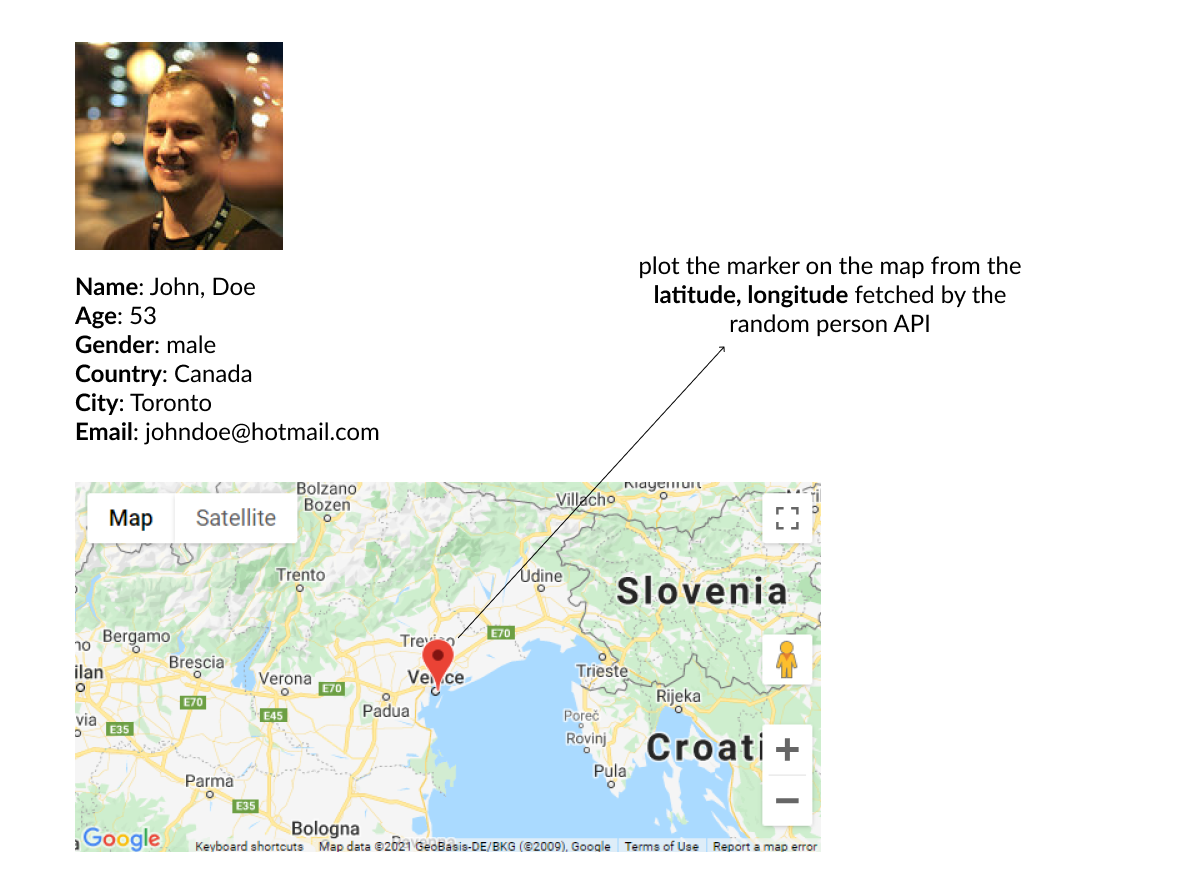 plot the marker on the map from the
latitude, longitude fetched by the
random person API
Name: John, Doe
Age: 53
Gender: male
Country: Canada
City: Toronto
Email: johndoe@hotmail.com
Map Satellite
Bolzano
Bozen
Villach
Klagenfurt
Trento
Udine
Slovenia
Bergamo
Treviso
E70
Brescia
Verona
Venice
Trieste
E70
E70
E45
Padua
Rijeka
E35
Poreč
Rovinj
Croati
Pula
Parma
E35
Bologna
Google
Keyboard shortcuts Map data ©2021 GeoBasis-DE/BKG (©2009), Google Terms of Use Report a map error